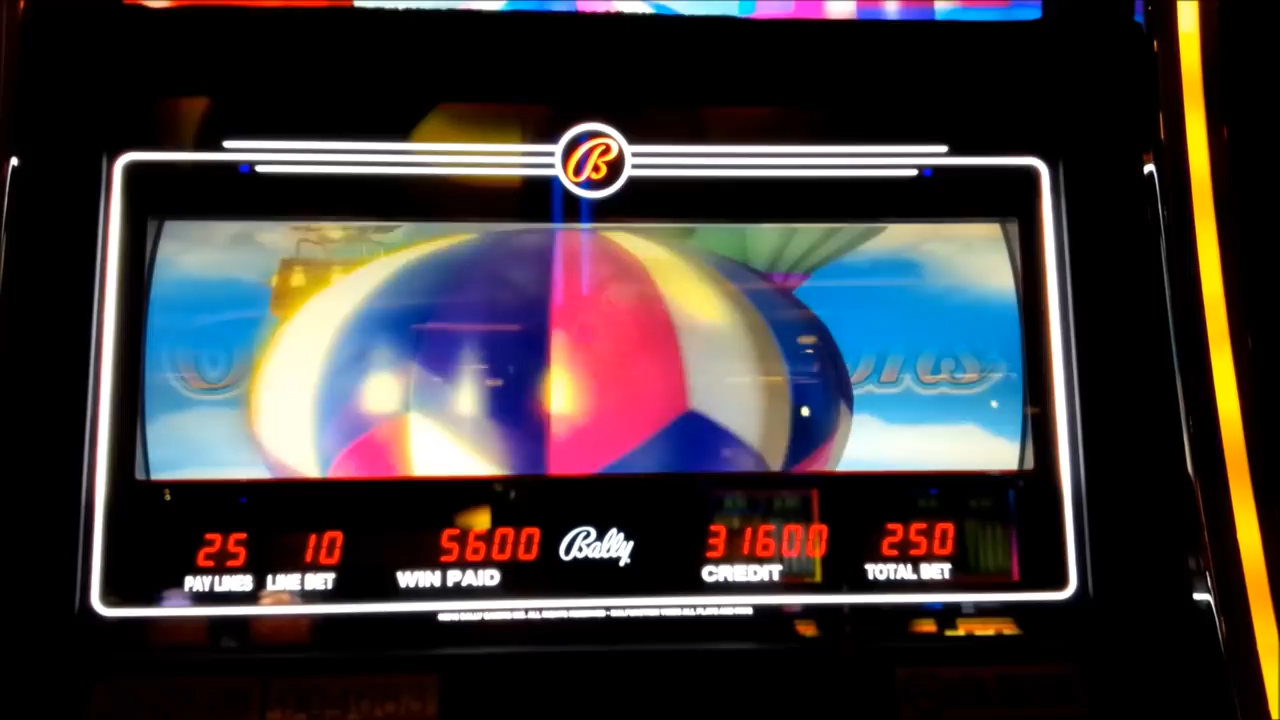 B
25 10 5600 Bally 31600 250
PAY LINES LINE BET WIN PAID CREDIT TOTAL BET